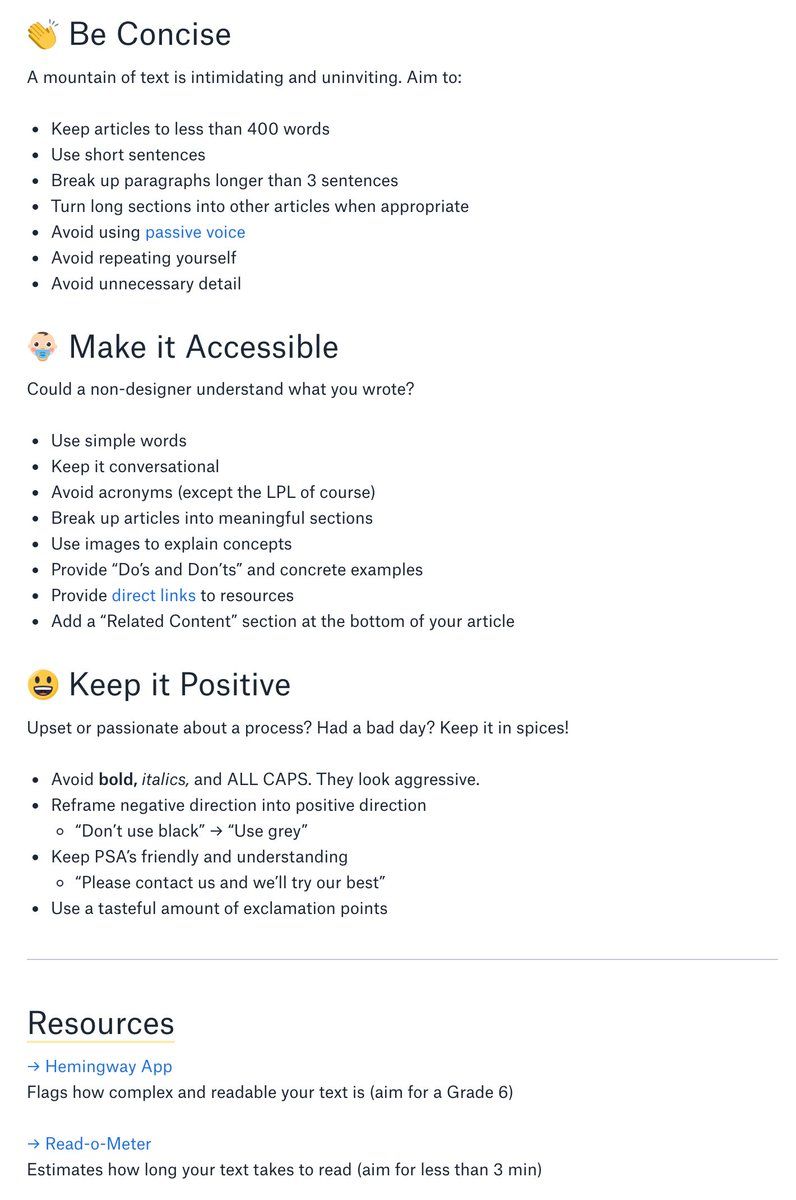 Be Concise
A mountain of text is intimidating and uninviting. Aim to:
• Keep articles to less than 400 words
• Use short sentences
• Break up paragraphs longer than 3 sentences
• Turn long sections into other articles when appropriate
• Avoid using passive voice
• Avoid repeating yourself
• Avoid unnecessary detail
Make it Accessible
Could a non-designer understand what you wrote?
• Use simple words
• Keep it conversational
• Avoid acronyms (except the LPL of course)
• Break up articles into meaningful sections
• Use images to explain concepts
• Provide “Do’s and Don’ts” and concrete examples
• Provide direct links to resources
• Add a “Related Content” section at the bottom of your article
Keep it Positive
Upset or passionate about a process? Had a bad day? Keep it in spices!
• Avoid bold, italics, and ALL CAPS. They look aggressive.
• Reframe negative direction into positive direction
◦ “Don’t use black” → “Use grey”
• Keep PSA’s friendly and understanding
◦ “Please contact us and we’ll try our best”
• Use a tasteful amount of exclamation points
Resources
→ Hemingway App
Flags how complex and readable your text is (aim for a Grade 6)
→ Read-o-Meter
Estimates how long your text takes to read (aim for less than 3 min)